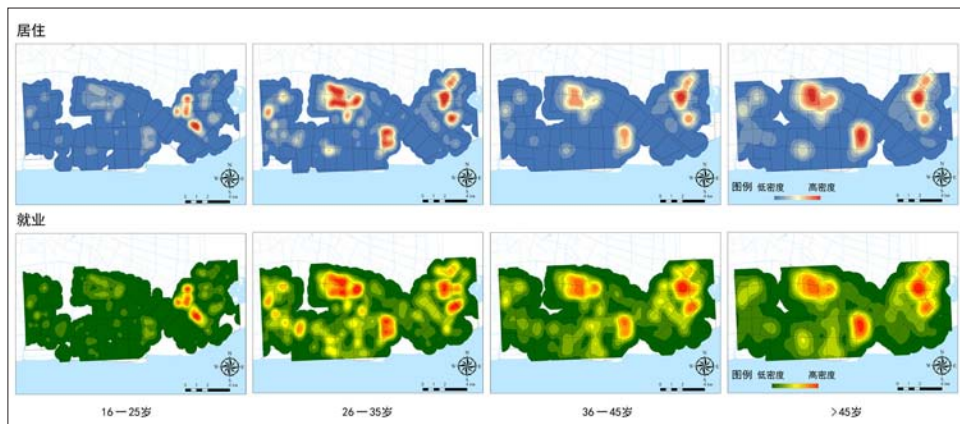 居住
图例 低密度 高密度
就业
图例 低密度 高密度
16—25岁
26—35岁
36—45岁
>45岁